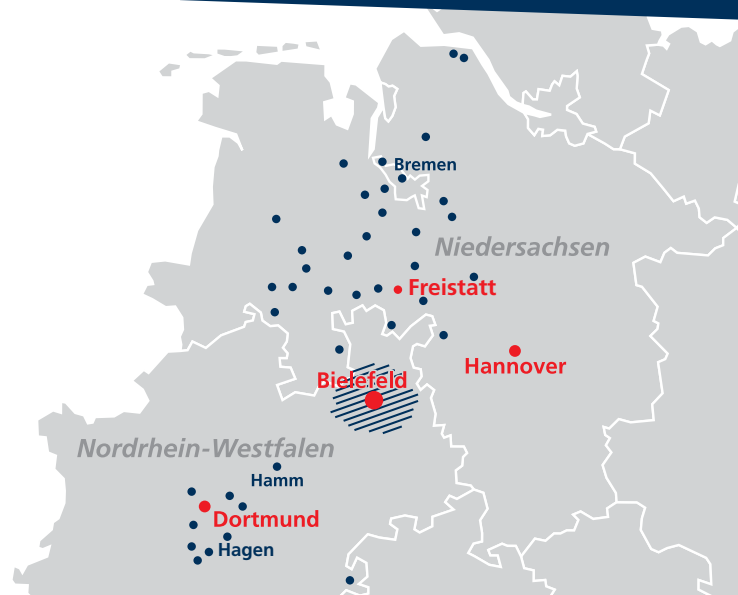 Bremen
Niedersachsen
Freistatt
Hannover
Bielefeld
Nordrhein-Westfalen
Hamm
Dortmund
Hagen